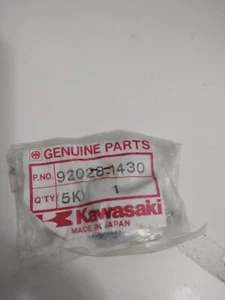 GENUINE PARTS
P.NO. 92028-1430
Q'TY (5K) 1
Kawasaki
MADE IN JAPAN